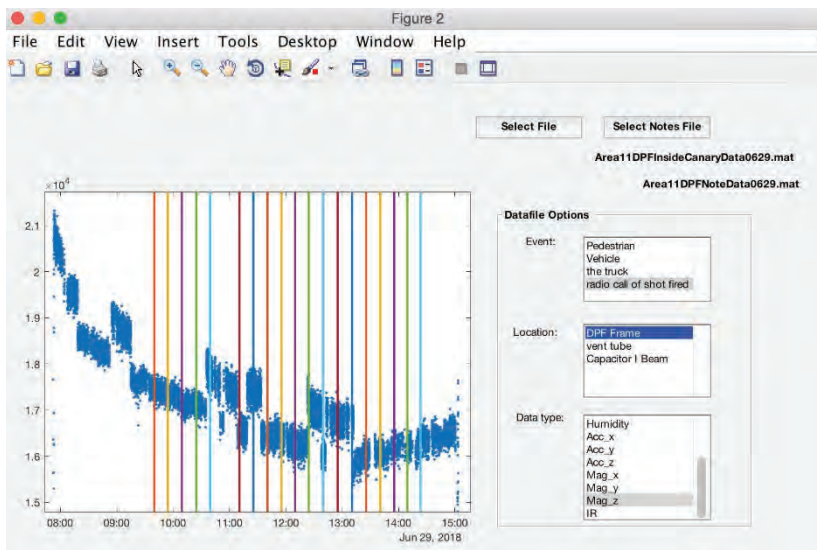 Figure 2
File Edit View Insert Tools Desktop Window Help
Select File Select Notes File
Area11DPFInsideCanaryData0629.mat
Area11DPFNoteData0629.mat
×10⁴
2.1
2
1.9
1.8
1.7
1.6
1.5
08:00 09:00 10:00 11:00 12:00 13:00 14:00 15:00
Jun 29, 2018
Datafile Options
Event:
Pedestrian
Vehicle
the truck
radio call of shot fired
Location:
DPF Frame
vent tube
Capacitor I Beam
Data type:
Humidity
Acc_x
Acc_y
Acc_z
Mag_x
Mag_y
Mag_z
IR